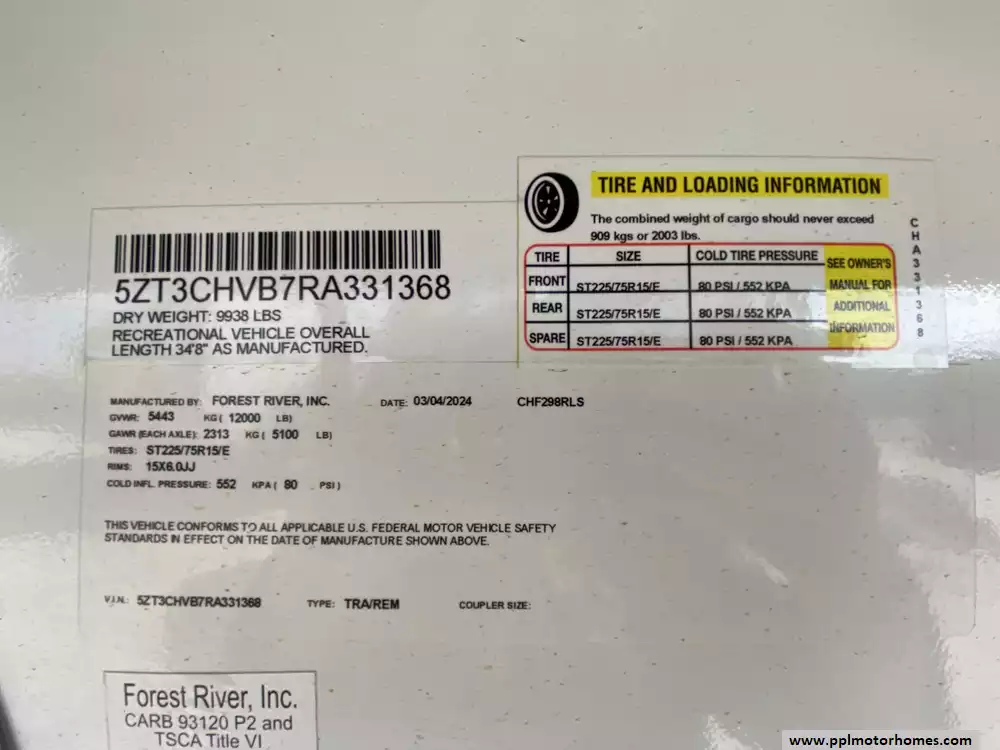 TIRE AND LOADING INFORMATION
The combined weight of cargo should never exceed
909 kgs or 2003 lbs.
TIRE SIZE COLD TIRE PRESSURE SEE OWNER'S
FRONT ST225/75R15/E 80 PSI / 552 KPA MANUAL FOR
REAR ST225/75R15/E 80 PSI / 552 KPA ADDITIONAL
SPARE ST225/75R15/E 80 PSI / 552 KPA INFORMATION
CHA331368
5ZT3CHVB7RA331368
DRY WEIGHT: 9938 LBS
RECREATIONAL VEHICLE OVERALL
LENGTH 34'8" AS MANUFACTURED.
MANUFACTURED BY: FOREST RIVER, INC. DATE: 03/04/2024 CHF298RLS
GVWR: 5443 KG ( 12000 LB)
GAWR (EACH AXLE): 2313 KG ( 5100 LB)
TIRES: ST225/75R15/E
RIMS: 15X6.0JJ
COLD INFL. PRESSURE: 552 KPA ( 80 PSI )
THIS VEHICLE CONFORMS TO ALL APPLICABLE U.S. FEDERAL MOTOR VEHICLE SAFETY
STANDARDS IN EFFECT ON THE DATE OF MANUFACTURE SHOWN ABOVE.
V.I.N.: 5ZT3CHVB7RA331368 TYPE: TRA/REM COUPLER SIZE:
Forest River, Inc.
CARB 93120 P2 and
TSCA Title VI
www.pplmotorhomes.com